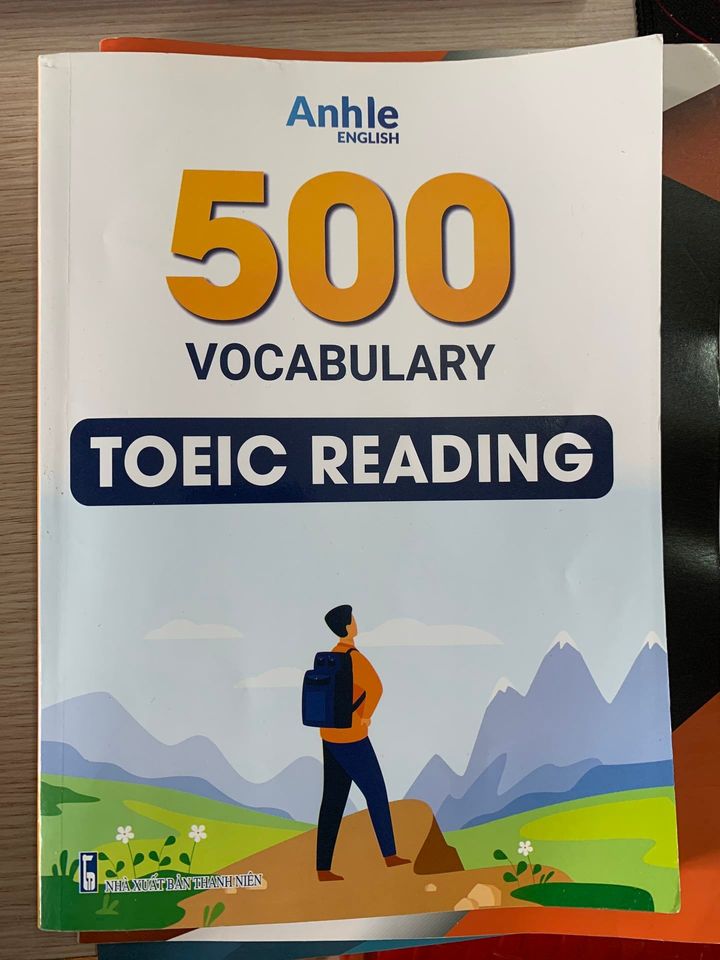 Anhle
ENGLISH
500
VOCABULARY
TOEIC READING
NHÀ XUẤT BẢN THANH NIÊN